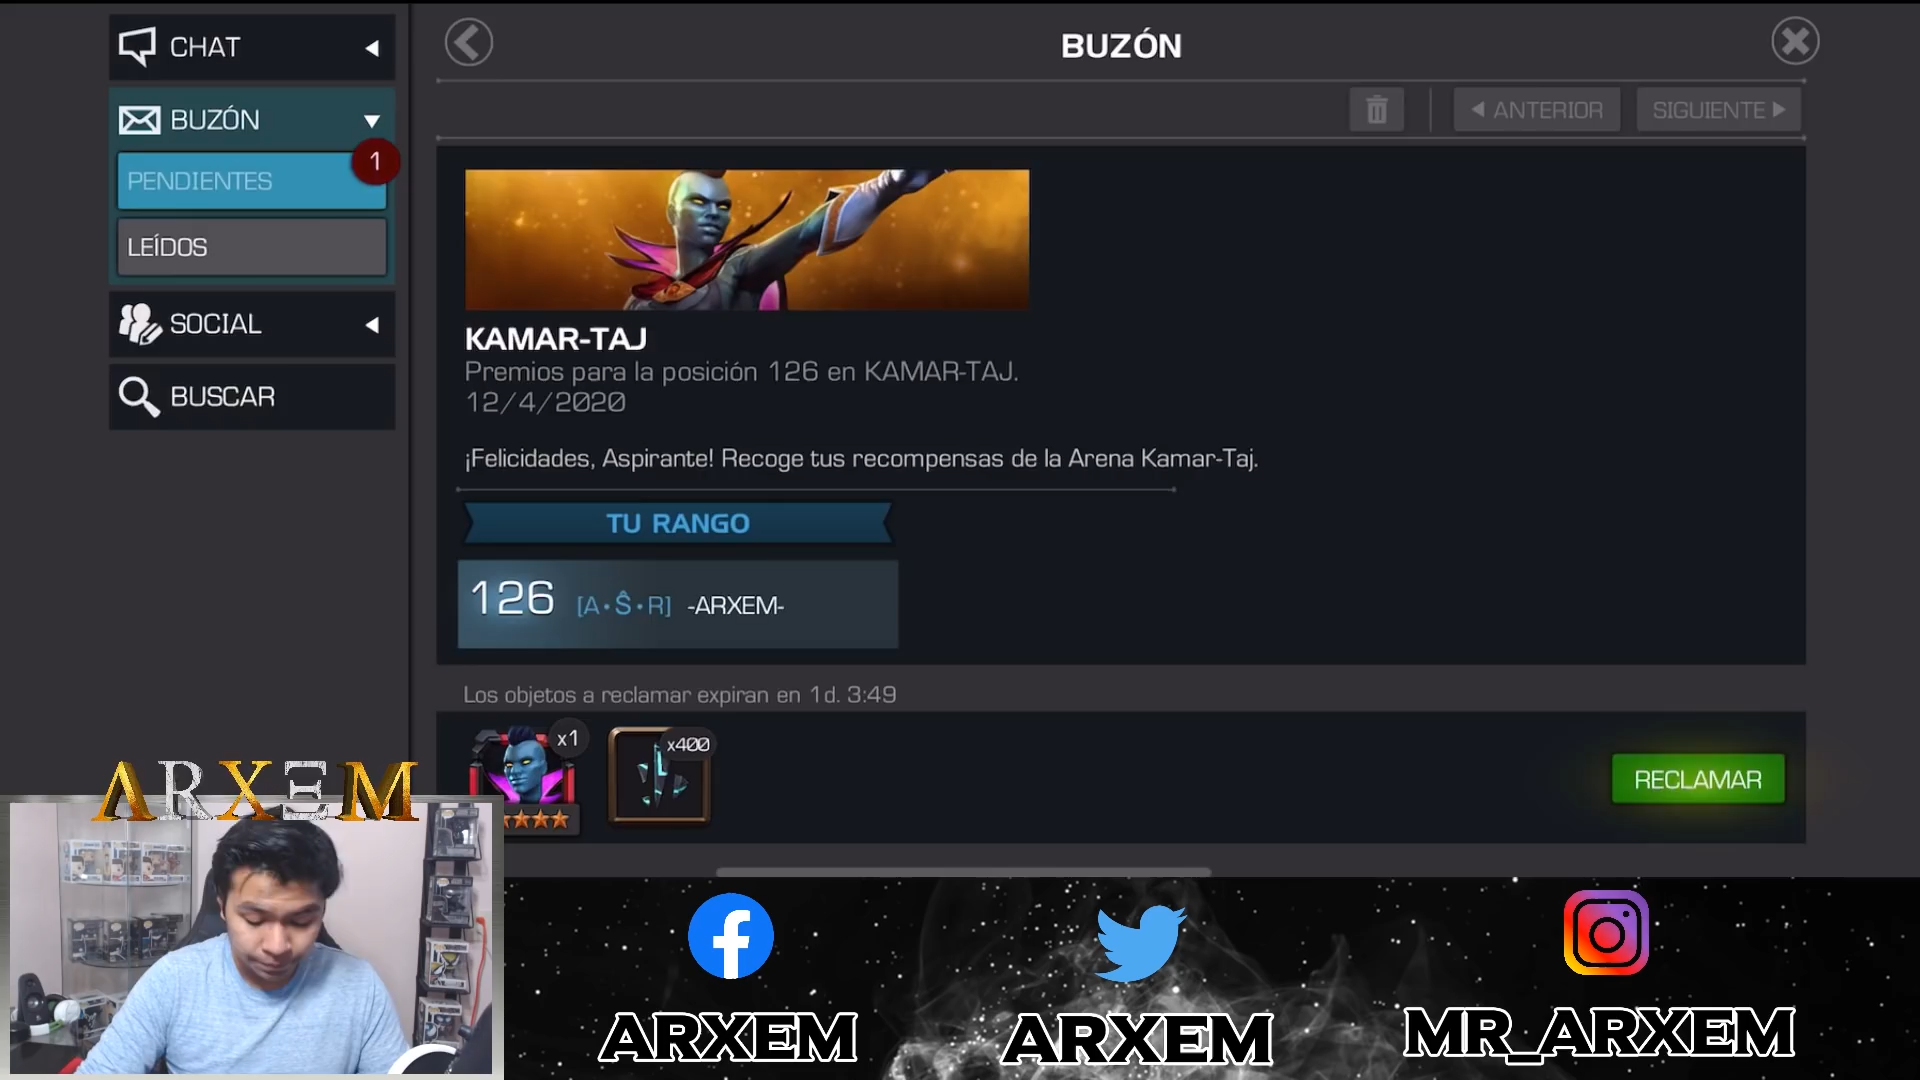 CHAT
BUZÓN
1
PENDIENTES
LEÍDOS
SOCIAL
BUSCAR
BUZÓN
ANTERIOR
SIGUIENTE
KAMAR-TAJ
Premios para la posición 126 en KAMAR-TAJ.
12/4/2020
¡Felicidades, Aspirante! Recoge tus recompensas de la Arena Kamar-Taj.
TU RANGO
126 [A•Ŝ•R] -ARXEM-
Los objetos a reclamar expiran en 1d. 3:49
x1
x400
RECLAMAR
ARXEM
ARXEM
ARXEM
MR_ARXEM